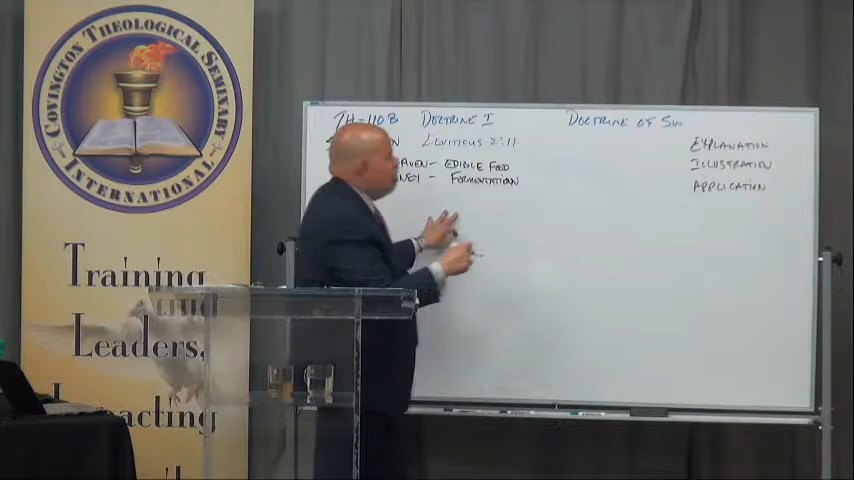 COVINGTON THEOLOGICAL SEMINARY
INTERNATIONAL
Training
Leaders,
TH-110B DOCTRINE I DOCTRINE OF SIN
LEVITICUS 2:11
EDIBLE FOOD
FORMENTATION
EXPLANATION
ILLUSTRATION
APPLICATION